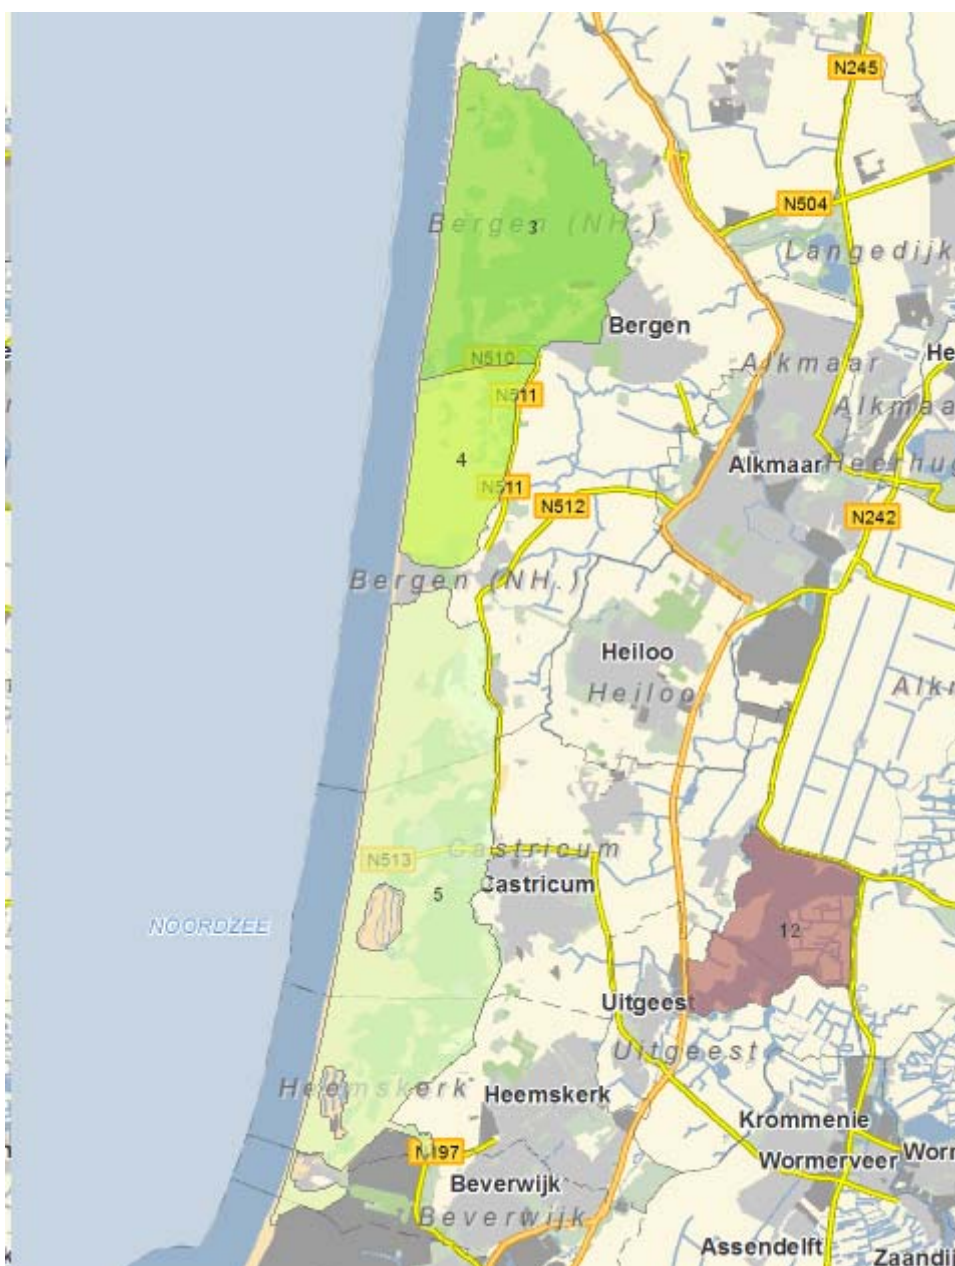 N245
N504
Bergen (NH.)
3
Langedijk
Bergen
N510
Alkmaar
He
N511
Alkmaa
4
Alkmaar
Heerhug
N511
N512
N242
Bergen (NH.)
Heiloo
Heiloo
Alk
Castricum
N513
Castricum
5
NOORDZEE
12
Uitgeest
Uitgeest
Heemskerk
Heemskerk
Krommenie
N197
Wormerveer
Worm
Beverwijk
Beverwijk
Assendelft
Zaandij